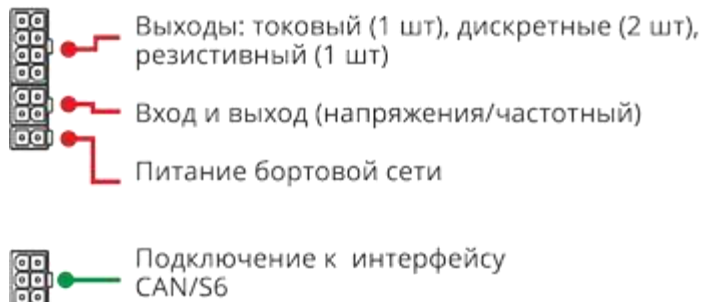 Выходы: токовый (1 шт), дискретные (2 шт),
резистивный (1 шт)
Вход и выход (напряжения/частотный)
Питание бортовой сети
Подключение к интерфейсу
CAN/S6